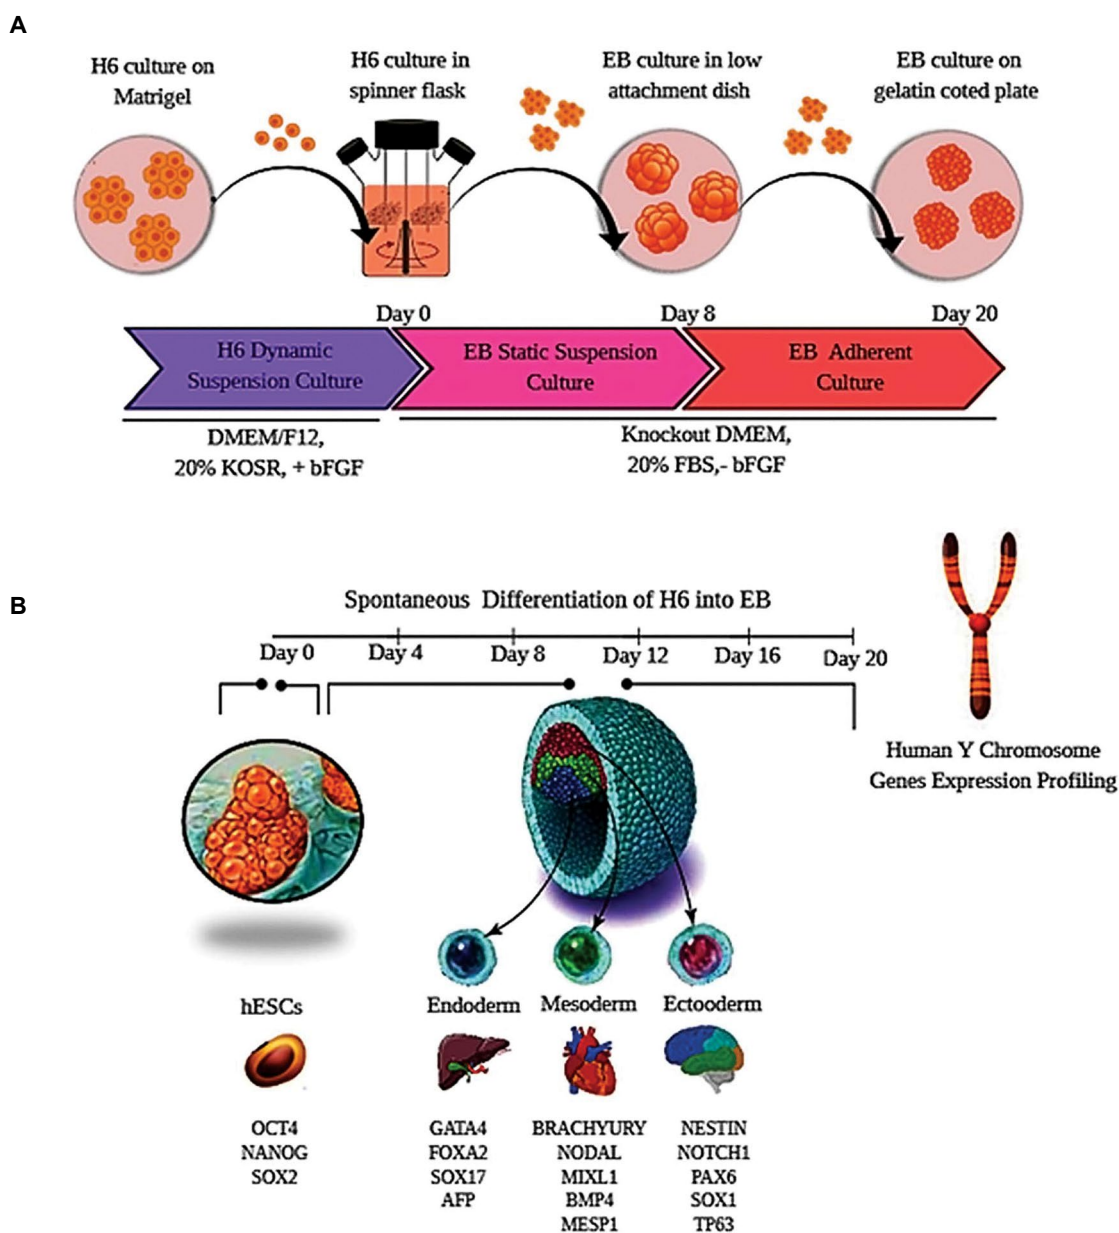 A
H6 culture on
Matrigel
H6 culture in
spinner flask
EB culture in low
attachment dish
EB culture on
gelatin coted plate
Day 0
Day 8
Day 20
H6 Dynamic
Suspension Culture
EB Static Suspension
Culture
EB Adherent
Culture
DMEM/F12,
20% KOSR, + bFGF
Knockout DMEM,
20% FBS,- bFGF
B
Spontaneous Differentiation of H6 into EB
Day 0
Day 4
Day 8
Day 12
Day 16
Day 20
Human Y Chromosome
Genes Expression Profiling
hESCs
OCT4
NANOG
SOX2
Endoderm
GATA4
FOXA2
SOX17
AFP
Mesoderm
BRACHYURY
NODAL
MIXL1
BMP4
MESP1
Ectooderm
NESTIN
NOTCH1
PAX6
SOX1
TP63